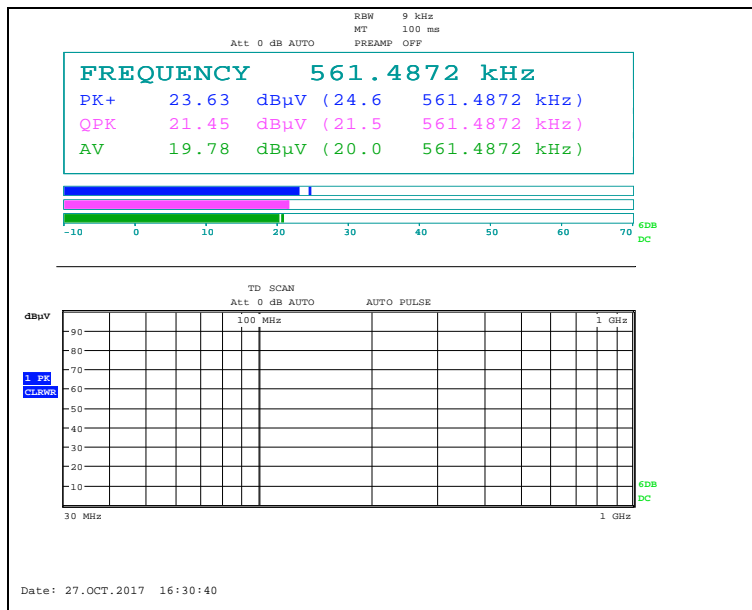 RBW 9 kHz
MT 100 ms
Att 0 dB AUTO PREAMP OFF
FREQUENCY 561.4872 kHz
PK+ 23.63 dBµV (24.6 561.4872 kHz)
QPK 21.45 dBµV (21.5 561.4872 kHz)
AV 19.78 dBµV (20.0 561.4872 kHz)
-10 0 10 20 30 40 50 60 70
6DB
DC
TD SCAN
Att 0 dB AUTO AUTO PULSE
dBµV
100 MHz 1 GHz
90
80
70
1 PK
60
CLRWR
50
40
30
20
10
6DB
DC
30 MHz 1 GHz
Date: 27.OCT.2017 16:30:40